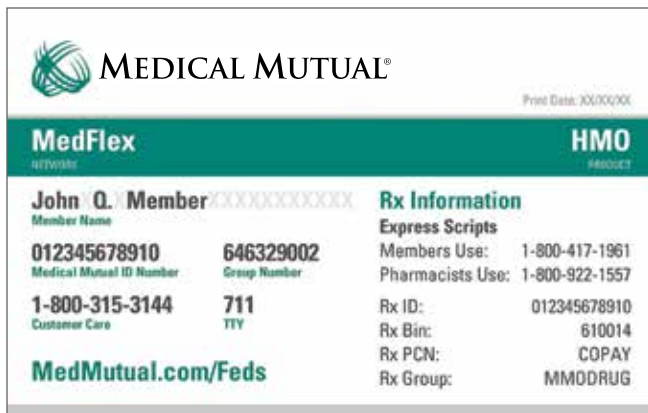 MEDICAL MUTUAL®
Print Date: XX/XX/XX
MedFlex
NETWORK
HMO
PRODUCT
John X Q. X Member XXXXXXXXXXX
Member Name
012345678910
Medical Mutual ID Number
646329002
Group Number
1-800-315-3144
Customer Care
711
TTY
MedMutual.com/Feds
Rx Information
Express Scripts
Members Use: 1-800-417-1961
Pharmacists Use: 1-800-922-1557
Rx ID: 012345678910
Rx Bin: 610014
Rx PCN: COPAY
Rx Group: MMODRUG